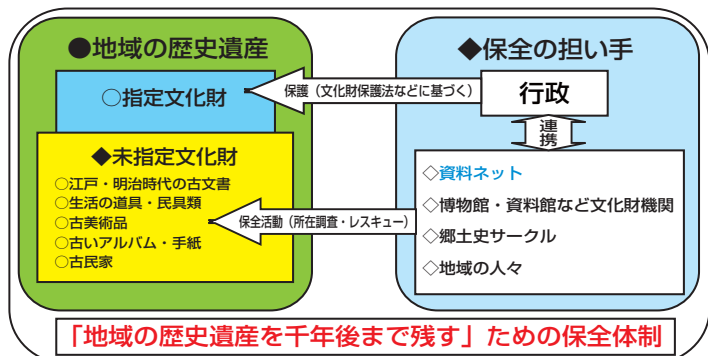 ●地域の歴史遺産
○指定文化財
◆未指定文化財
○江戸・明治時代の古文書
○生活の道具・民具類
○古美術品
○古いアルバム・手紙
○古民家
保護（文化財保護法などに基づく）
保全活動（所在調査・レスキュー）
◆保全の担い手
行政
連携
◇資料ネット
◇博物館・資料館など文化財機関
◇郷土史サークル
◇地域の人々
「地域の歴史遺産を千年後まで残す」ための保全体制